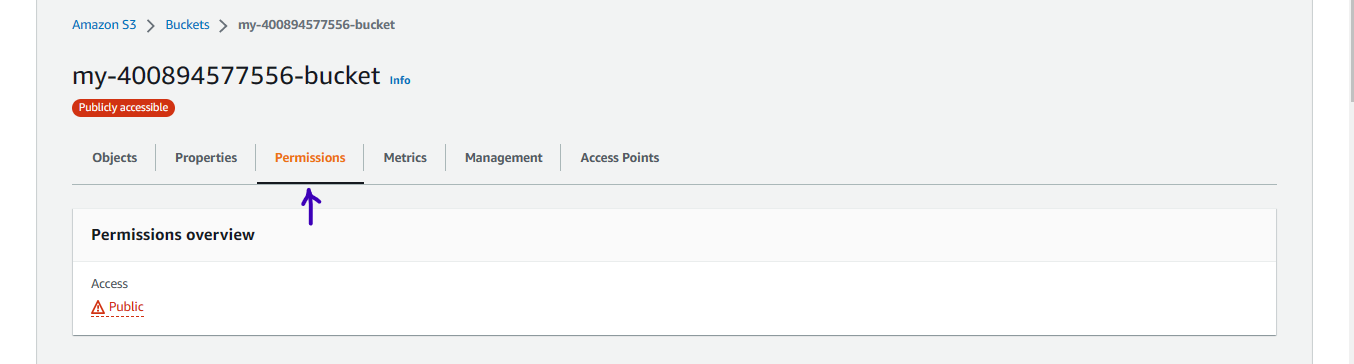 Amazon S3 > Buckets > my-400894577556-bucket
my-400894577556-bucket Info
Publicly accessible
Objects Properties Permissions Metrics Management Access Points
Permissions overview
Access
Public